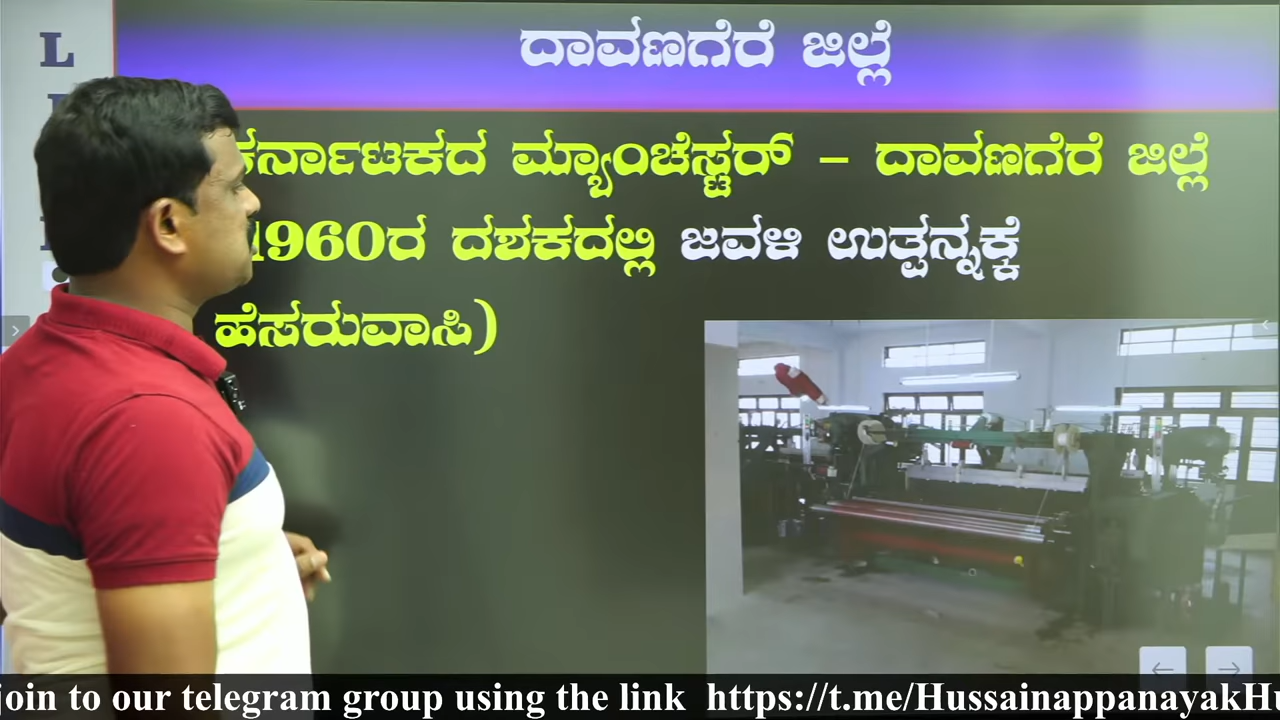 L
ದಾವಣಗೆರೆ ಜಿಲ್ಲೆ
ಕರ್ನಾಟಕದ ಮ್ಯಾಂಚೆಸ್ಟರ್ – ದಾವಣಗೆರೆ ಜಿಲ್ಲೆ
1960ರ ದಶಕದಲ್ಲಿ ಜವಳಿ ಉತ್ಪನ್ನಕ್ಕೆ
ಹೆಸರುವಾಸಿ)
join to our telegram group using the link https://t.me/HussainappanayakHu